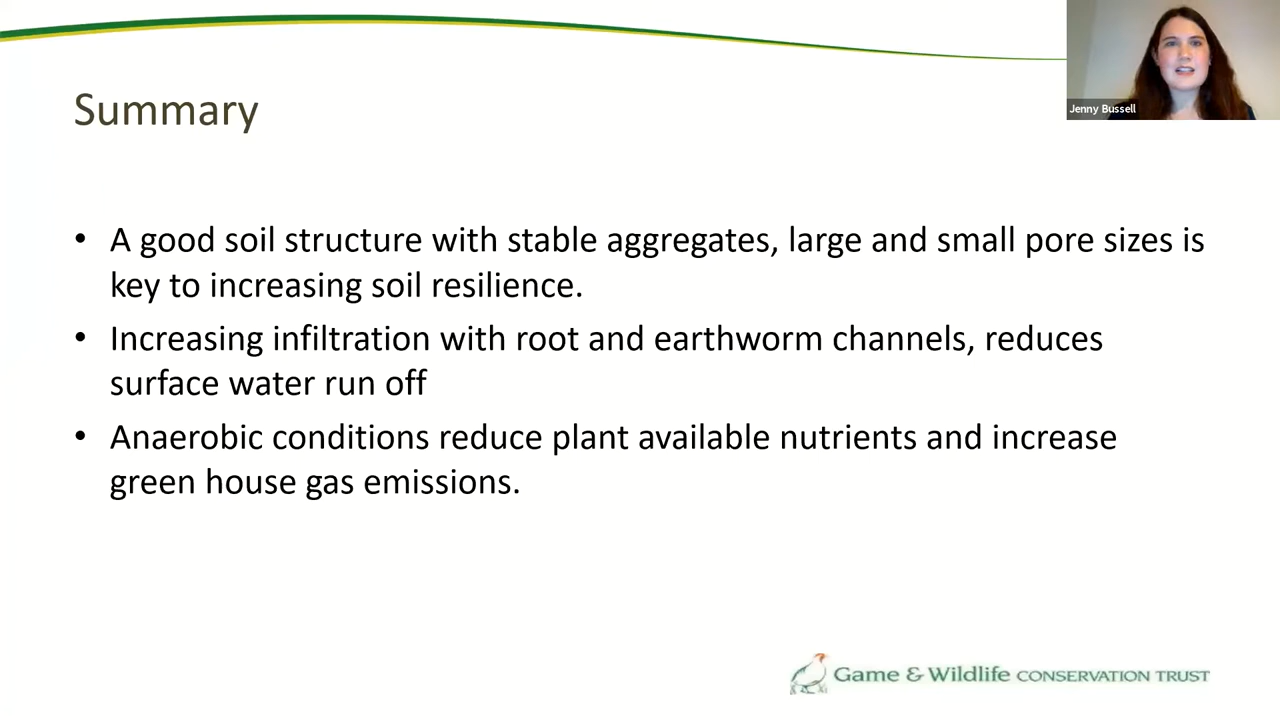 Jenny Bussell
Summary
• A good soil structure with stable aggregates, large and small pore sizes is
key to increasing soil resilience.
• Increasing infiltration with root and earthworm channels, reduces
surface water run off
• Anaerobic conditions reduce plant available nutrients and increase
green house gas emissions.
Game & Wildlife CONSERVATION TRUST